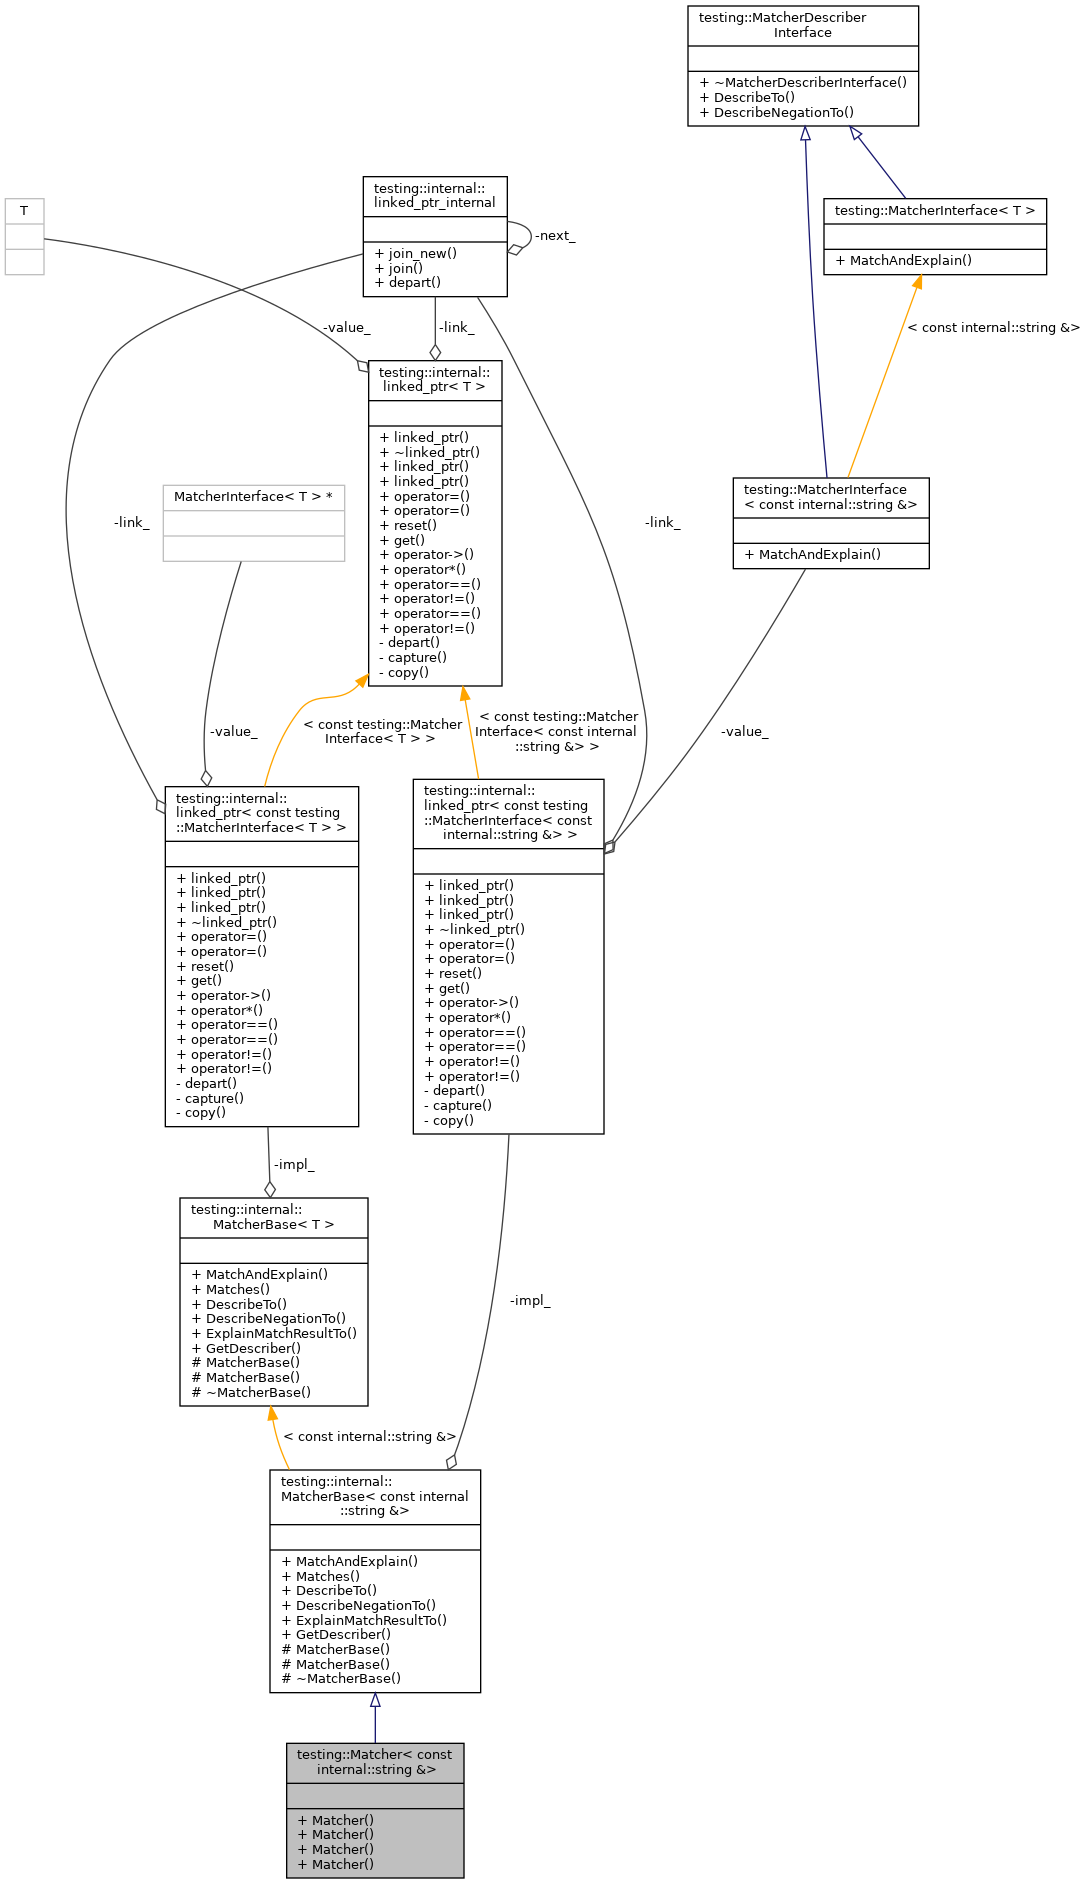 testing::MatcherDescriber
Interface
+ ~MatcherDescriberInterface()
+ DescribeTo()
+ DescribeNegationTo()
testing::internal::
linked_ptr_internal
+ join_new()
+ join()
+ depart()
-next_
T
testing::MatcherInterface< T >
+ MatchAndExplain()
-value_
-link_
< const internal::string &>
testing::internal::
linked_ptr< T >
+ linked_ptr()
+ ~linked_ptr()
+ linked_ptr()
+ linked_ptr()
+ operator=()
+ operator=()
+ reset()
+ get()
+ operator->()
+ operator*()
+ operator==()
+ operator!=()
+ operator==()
+ operator!=()
- depart()
- capture()
- copy()
MatcherInterface< T > *
-link_
-link_
testing::MatcherInterface
< const internal::string &>
+ MatchAndExplain()
-value_
< const testing::Matcher
Interface< T > >
< const testing::Matcher
Interface< const internal
::string &> >
-value_
testing::internal::
linked_ptr< const testing
::MatcherInterface< T > >
+ linked_ptr()
+ linked_ptr()
+ linked_ptr()
+ ~linked_ptr()
+ operator=()
+ operator=()
+ reset()
+ get()
+ operator->()
+ operator*()
+ operator==()
+ operator==()
+ operator!=()
+ operator!=()
- depart()
- capture()
- copy()
testing::internal::
linked_ptr< const testing
::MatcherInterface< const
internal::string &> >
+ linked_ptr()
+ linked_ptr()
+ linked_ptr()
+ ~linked_ptr()
+ operator=()
+ operator=()
+ reset()
+ get()
+ operator->()
+ operator*()
+ operator==()
+ operator==()
+ operator!=()
+ operator!=()
- depart()
- capture()
- copy()
-impl_
testing::internal::
MatcherBase< T >
+ MatchAndExplain()
+ Matches()
+ DescribeTo()
+ DescribeNegationTo()
+ ExplainMatchResultTo()
+ GetDescriber()
# MatcherBase()
# MatcherBase()
# ~MatcherBase()
-impl_
< const internal::string &>
testing::internal::
MatcherBase< const internal
::string &>
+ MatchAndExplain()
+ Matches()
+ DescribeTo()
+ DescribeNegationTo()
+ ExplainMatchResultTo()
+ GetDescriber()
# MatcherBase()
# MatcherBase()
# ~MatcherBase()
testing::Matcher< const
internal::string &>
+ Matcher()
+ Matcher()
+ Matcher()
+ Matcher()